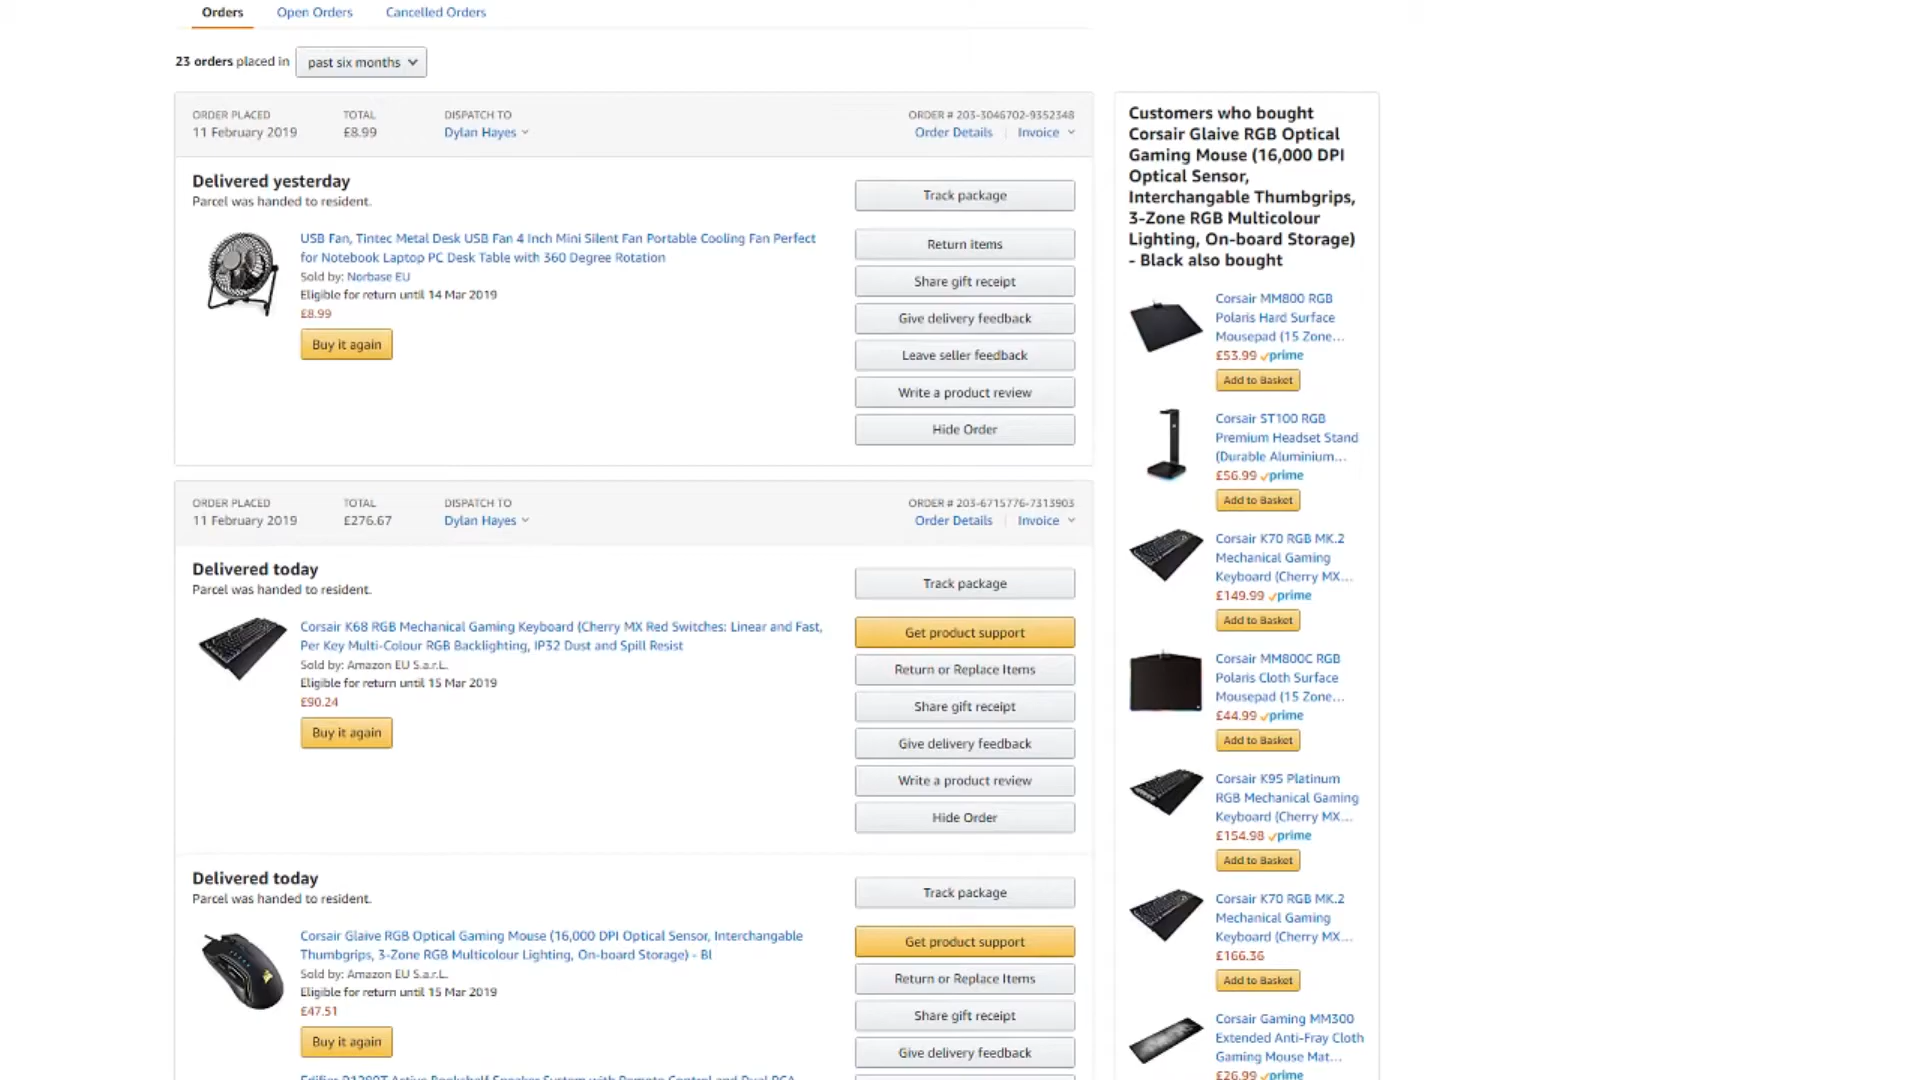 Orders
Open Orders
Cancelled Orders
23 orders placed in
past six months
ORDER PLACED
11 February 2019
TOTAL
£8.99
DISPATCH TO
Dylan Hayes
ORDER # 203-3046702-9352348
Order Details
Invoice
Delivered yesterday
Parcel was handed to resident.
USB Fan, Tintec Metal Desk USB Fan 4 Inch Mini Silent Fan Portable Cooling Fan Perfect
for Notebook Laptop PC Desk Table with 360 Degree Rotation
Sold by: Norbase EU
Eligible for return until 14 Mar 2019
£8.99
Buy it again
Track package
Return items
Share gift receipt
Give delivery feedback
Leave seller feedback
Write a product review
Hide Order
ORDER PLACED
11 February 2019
TOTAL
£276.67
DISPATCH TO
Dylan Hayes
ORDER # 203-6715776-7313903
Order Details
Invoice
Delivered today
Parcel was handed to resident.
Corsair K68 RGB Mechanical Gaming Keyboard (Cherry MX Red Switches: Linear and Fast,
Per Key Multi-Colour RGB Backlighting, IP32 Dust and Spill Resist
Sold by: Amazon EU S.a.r.L.
Eligible for return until 15 Mar 2019
£90.24
Buy it again
Track package
Get product support
Return or Replace Items
Share gift receipt
Give delivery feedback
Write a product review
Hide Order
Delivered today
Parcel was handed to resident.
Corsair Glaive RGB Optical Gaming Mouse (16,000 DPI Optical Sensor, Interchangable
Thumbgrips, 3-Zone RGB Multicolour Lighting, On-board Storage) - Bl
Sold by: Amazon EU S.a.r.L.
Eligible for return until 15 Mar 2019
£47.51
Buy it again
Track package
Get product support
Return or Replace Items
Share gift receipt
Give delivery feedback
Edifier R1280T Active Bookshelf Speaker System with Remote Control and Dual RCA
Customers who bought
Corsair Glaive RGB Optical
Gaming Mouse (16,000 DPI
Optical Sensor,
Interchangable Thumbgrips,
3-Zone RGB Multicolour
Lighting, On-board Storage)
- Black also bought
Corsair MM800 RGB
Polaris Hard Surface
Mousepad (15 Zone...
£53.99 prime
Add to Basket
Corsair ST100 RGB
Premium Headset Stand
(Durable Aluminium...
£56.99 prime
Add to Basket
Corsair K70 RGB MK.2
Mechanical Gaming
Keyboard (Cherry MX...
£149.99 prime
Add to Basket
Corsair MM800C RGB
Polaris Cloth Surface
Mousepad (15 Zone...
£44.99 prime
Add to Basket
Corsair K95 Platinum
RGB Mechanical Gaming
Keyboard (Cherry MX...
£154.98 prime
Add to Basket
Corsair K70 RGB MK.2
Mechanical Gaming
Keyboard (Cherry MX...
£166.36
Add to Basket
Corsair Gaming MM300
Extended Anti-Fray Cloth
Gaming Mouse Mat...
£26.99 prime